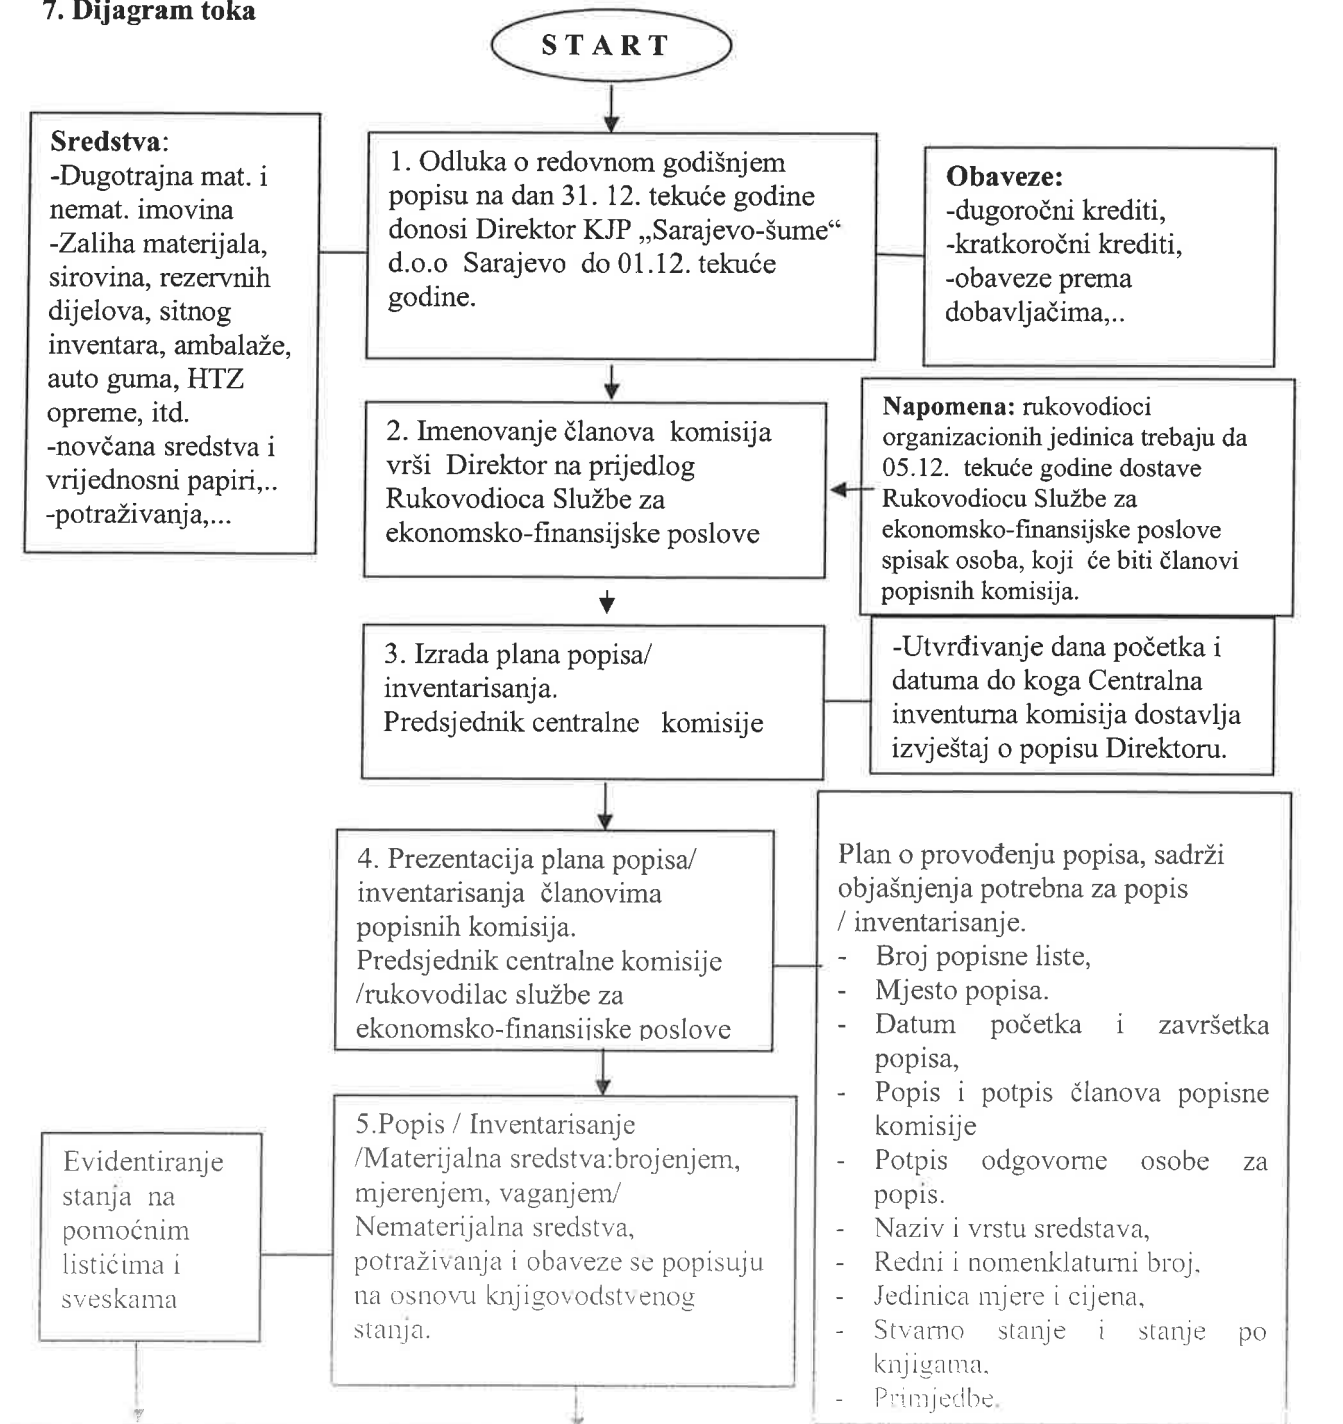 7. Dijagram toka
START
Sredstva:
-Dugotrajna mat. i
nemat. imovina
-Zaliha materijala,
sirovina, rezervnih
dijelova, sitnog
inventara, ambalaže,
auto guma, HTZ
opreme, itd.
-novčana sredstva i
vrijednosni papiri,..
-potraživanja,...
1. Odluka o redovnom godišnjem
popisu na dan 31. 12. tekuće godine
donosi Direktor KJP „Sarajevo-šume“
d.o.o Sarajevo do 01.12. tekuće
godine.
Obaveze:
-dugoročni krediti,
-kratkoročni krediti,
-obaveze prema
dobavljačima,..
2. Imenovanje članova komisija
vrši Direktor na prijedlog
Rukovodioca Službe za
ekonomsko-finansijske poslove
Napomena: rukovodioci
organizacionih jedinica trebaju da
05.12. tekuće godine dostave
Rukovodiocu Službe za
ekonomsko-finansijske poslove
spisak osoba, koji će biti članovi
popisnih komisija.
3. Izrada plana popisa/
inventarisanja.
Predsjednik centralne komisije
-Utvrđivanje dana početka i
datuma do koga Centralna
inventurna komisija dostavlja
izvještaj o popisu Direktoru.
4. Prezentacija plana popisa/
inventarisanja članovima
popisnih komisija.
Predsjednik centralne komisije
/rukovodilac službe za
ekonomsko-finansijske poslove
Plan o provođenju popisa, sadrži
objašnjenja potrebna za popis
/ inventarisanje.
- Broj popisne liste,
- Mjesto popisa.
- Datum početka i završetka
popisa,
- Popis i potpis članova popisne
komisije
- Potpis odgovorne osobe za
popis.
- Naziv i vrstu sredstava,
- Redni i nomenklaturni broj,
- Jedinica mjere i cijena,
- Stvarno stanje i stanje po
knjigama,
- Primjedbe.
5.Popis / Inventarisanje
/Materijalna sredstva:brojenjem,
mjerenjem, vaganjem/
Nematerijalna sredstva,
potraživanja i obaveze se popisuju
na osnovu knjigovodstvenog
stanja.
Evidentiranje
stanja na
pomoćnim
listićima i
sveskama